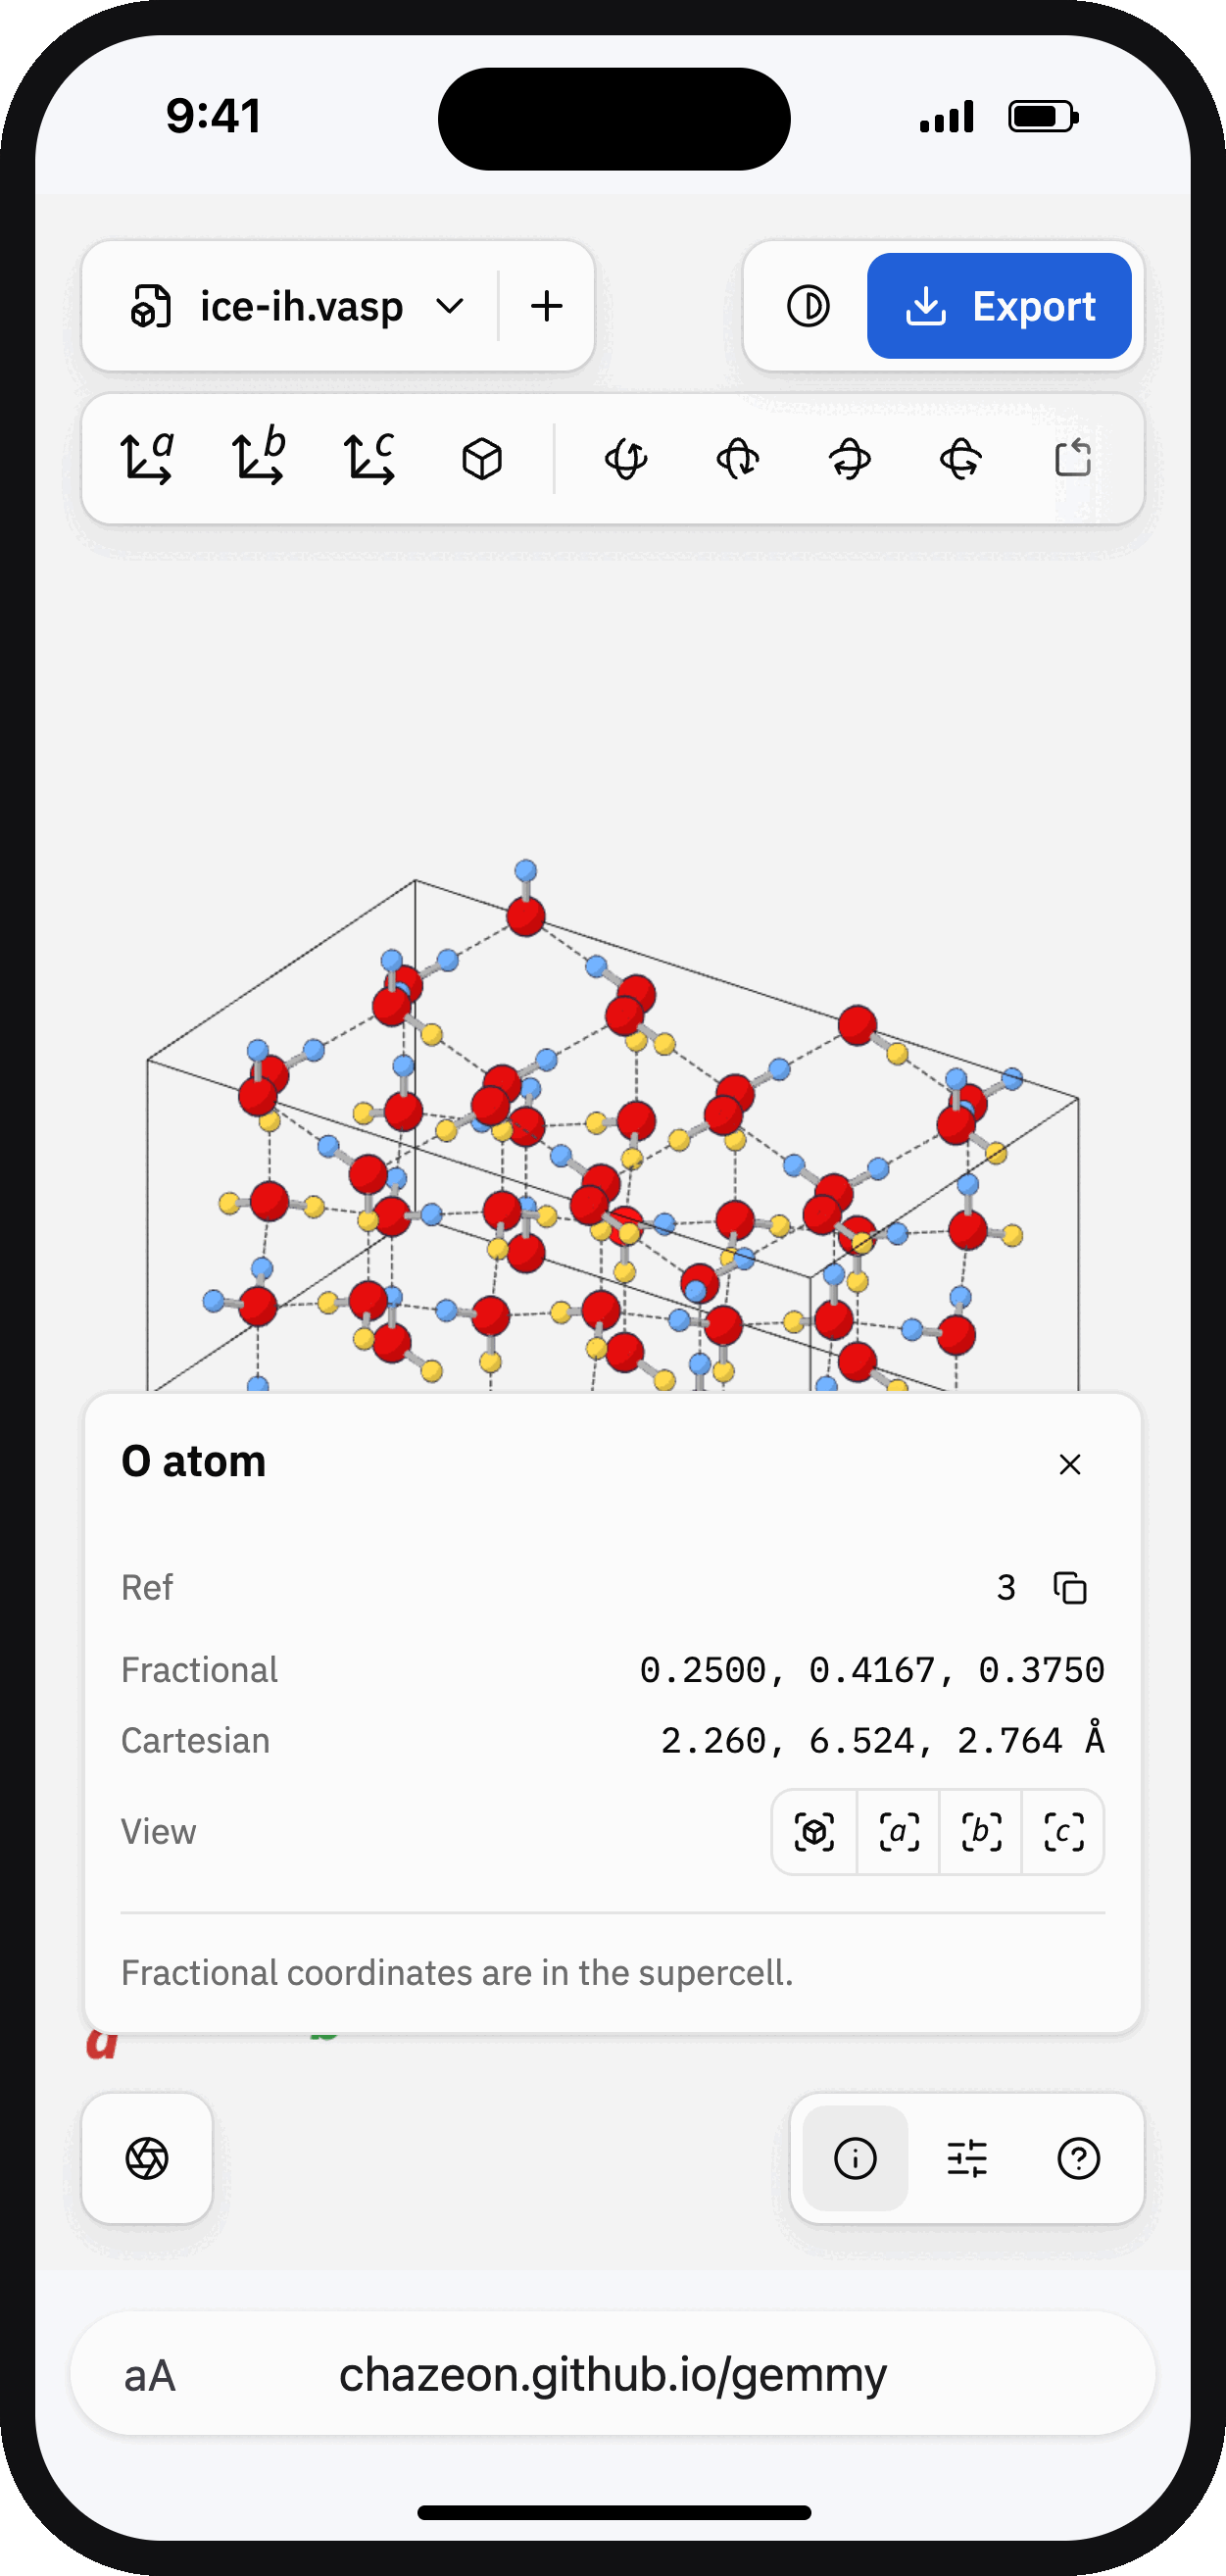 9:41
ice-ih.vasp
Export
a b c
O atom
Ref 3
Fractional 0.2500, 0.4167, 0.3750
Cartesian 2.260, 6.524, 2.764 Å
View a b c
Fractional coordinates are in the supercell.
a b
aA chazeon.github.io/gemmy